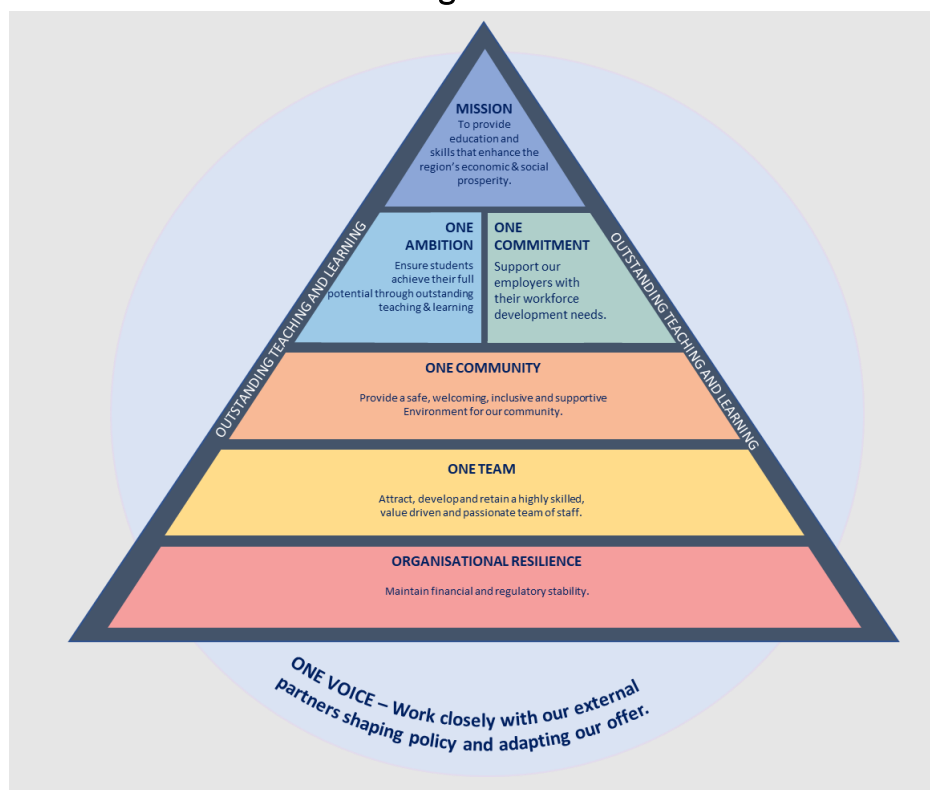 MISSION
To provide
education and
skills that enhance the
region's economic & social
prosperity.
ONE
AMBITION
Ensure students
achieve their full
potential through outstanding
teaching & learning
ONE
COMMITMENT
Support our
employers with
their workforce
development needs.
OUTSTANDING TEACHING AND LEARNING
OUTSTANDING TEACHING AND LEARNING
ONE COMMUNITY
Provide a safe, welcoming, inclusive and supportive
Environment for our community.
ONE TEAM
Attract, develop and retain a highly skilled,
value driven and passionate team of staff.
ORGANISATIONAL RESILIENCE
Maintain financial and regulatory stability.
ONE VOICE – Work closely with our external
partners shaping policy and adapting our offer.